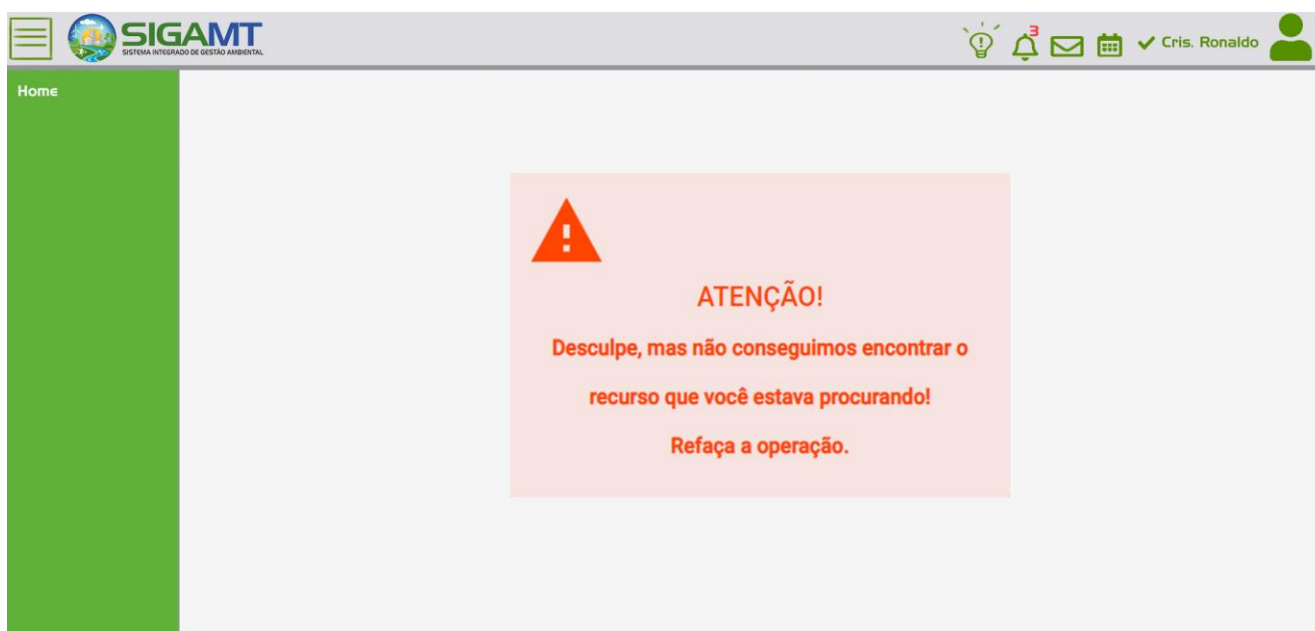 SIGAMT
SISTEMA INTEGRADO DE GESTÃO AMBIENTAL
3
Cris. Ronaldo
Home
ATENÇÃO!
Desculpe, mas não conseguimos encontrar o
recurso que você estava procurando!
Refaça a operação.